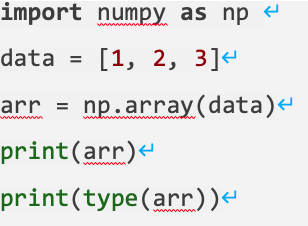 import numpy as np
data = [1, 2, 3]
arr = np.array(data)
print(arr)
print(type(arr))